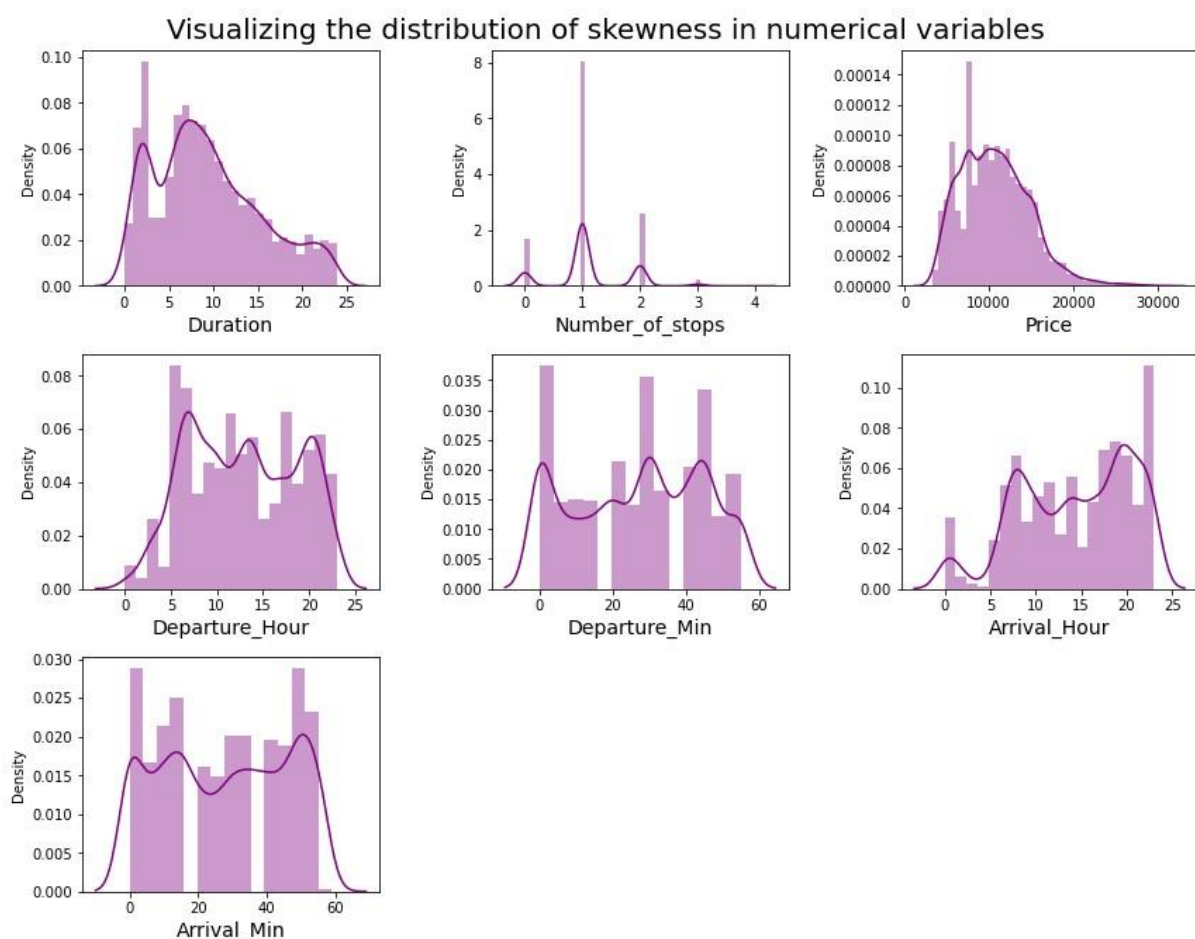 Visualizing the distribution of skewness in numerical variables
0.10
0.08
0.06
0.04
0.02
0.00
Density
0 5 10 15 20 25
Duration
8
6
4
2
0
Density
0 1 2 3 4
Number_of_stops
0.00014
0.00012
0.00010
0.00008
0.00006
0.00004
0.00002
0.00000
Density
0 10000 20000 30000
Price
0.08
0.06
0.04
0.02
0.00
Density
0 5 10 15 20 25
Departure_Hour
0.035
0.030
0.025
0.020
0.015
0.010
0.005
0.000
Density
0 20 40 60
Departure_Min
0.10
0.08
0.06
0.04
0.02
0.00
Density
0 5 10 15 20 25
Arrival_Hour
0.030
0.025
0.020
0.015
0.010
0.005
0.000
Density
0 20 40 60
Arrival_Min